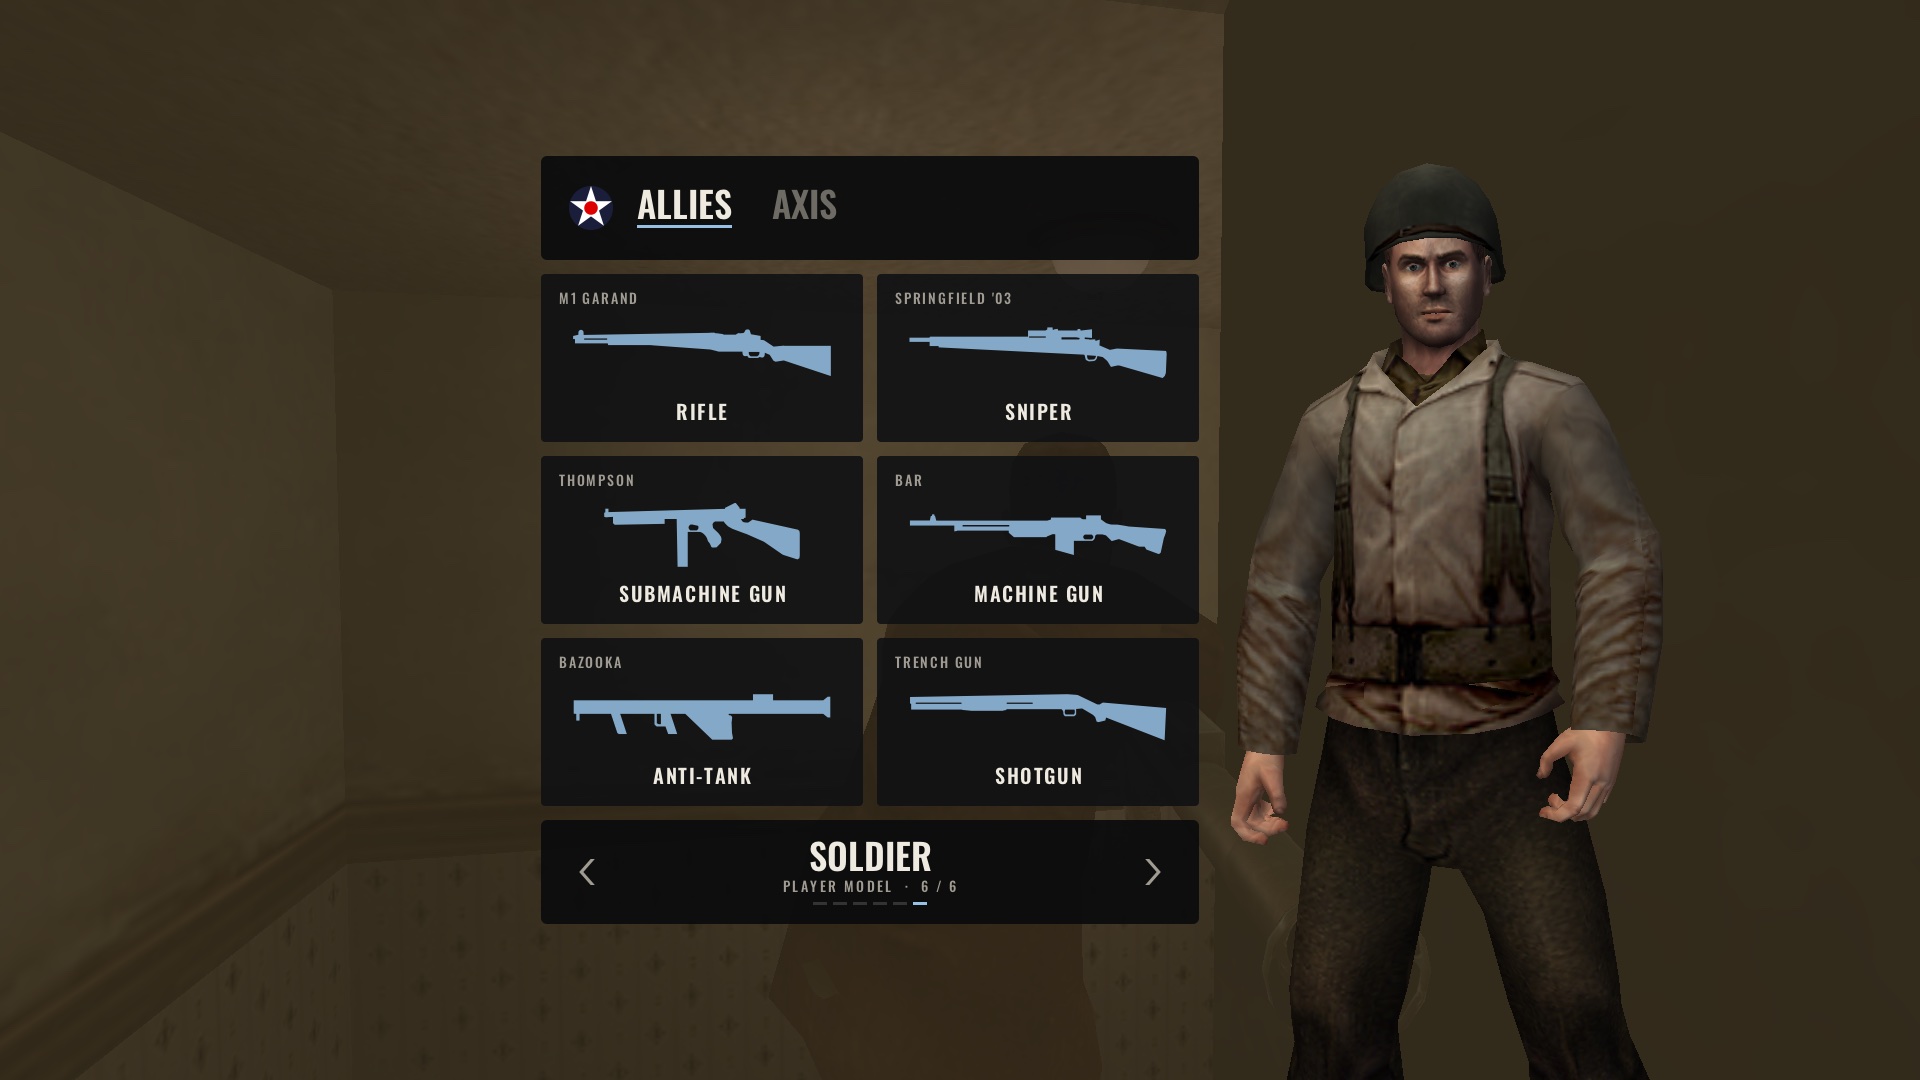 ALLIES AXIS
M1 GARAND
RIFLE
SPRINGFIELD '03
SNIPER
THOMPSON
SUBMACHINE GUN
BAR
MACHINE GUN
BAZOOKA
ANTI-TANK
TRENCH GUN
SHOTGUN
SOLDIER
PLAYER MODEL · 6 / 6